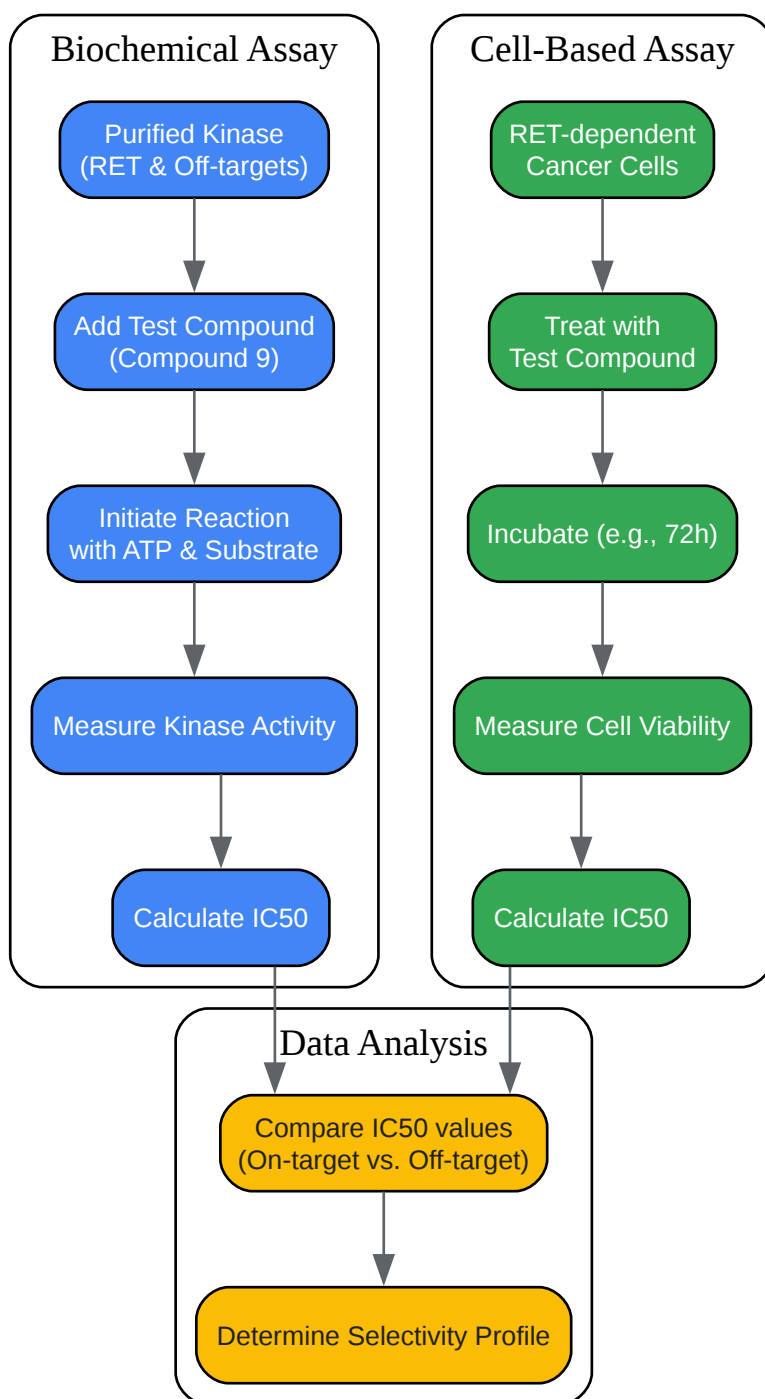 Biochemical Assay
Purified Kinase
(RET & Off-targets)
Add Test Compound
(Compound 9)
Initiate Reaction
with ATP & Substrate
Measure Kinase Activity
Calculate IC50
Cell-Based Assay
RET-dependent
Cancer Cells
Treat with
Test Compound
Incubate (e.g., 72h)
Measure Cell Viability
Calculate IC50
Data Analysis
Compare IC50 values
(On-target vs. Off-target)
Determine Selectivity Profile